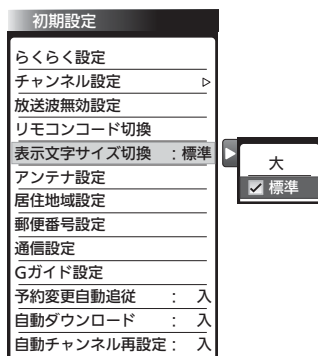 初期設定
らくらく設定
チャンネル設定
放送波無効設定
リモコンコード切換
表示文字サイズ切換 : 標準
アンテナ設定
居住地域設定
郵便番号設定
通信設定
Gガイド設定
予約変更自動追従 : 入
自動ダウンロード : 入
自動チャンネル再設定 : 入
大
標準